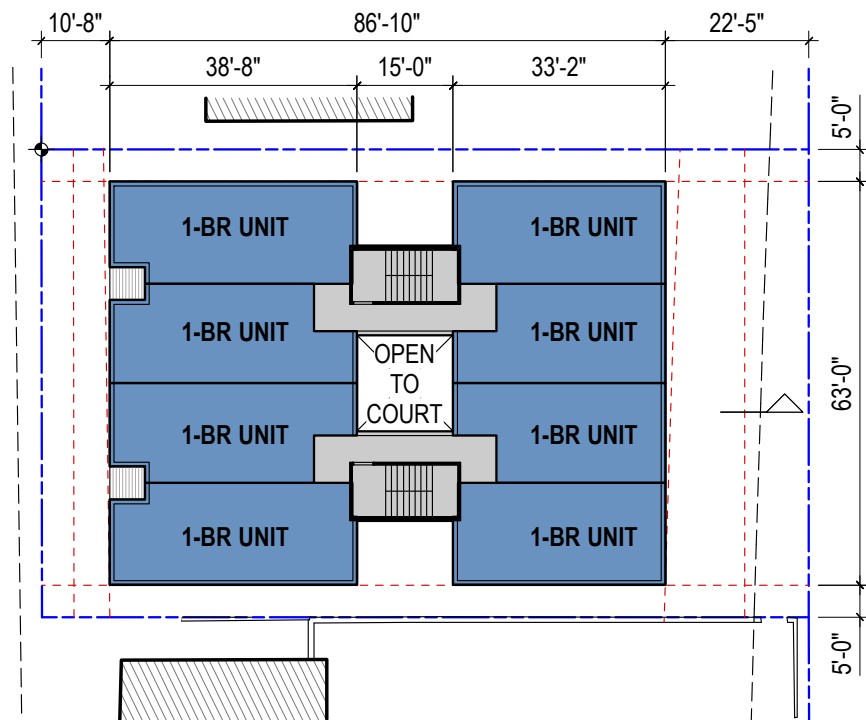 10'-8" 86'-10" 22'-5"
38'-8" 15'-0" 33'-2"
5'-0"
1-BR UNIT 1-BR UNIT
1-BR UNIT 1-BR UNIT
OPEN
TO
COURT
63'-0"
1-BR UNIT 1-BR UNIT
1-BR UNIT 1-BR UNIT
5'-0"